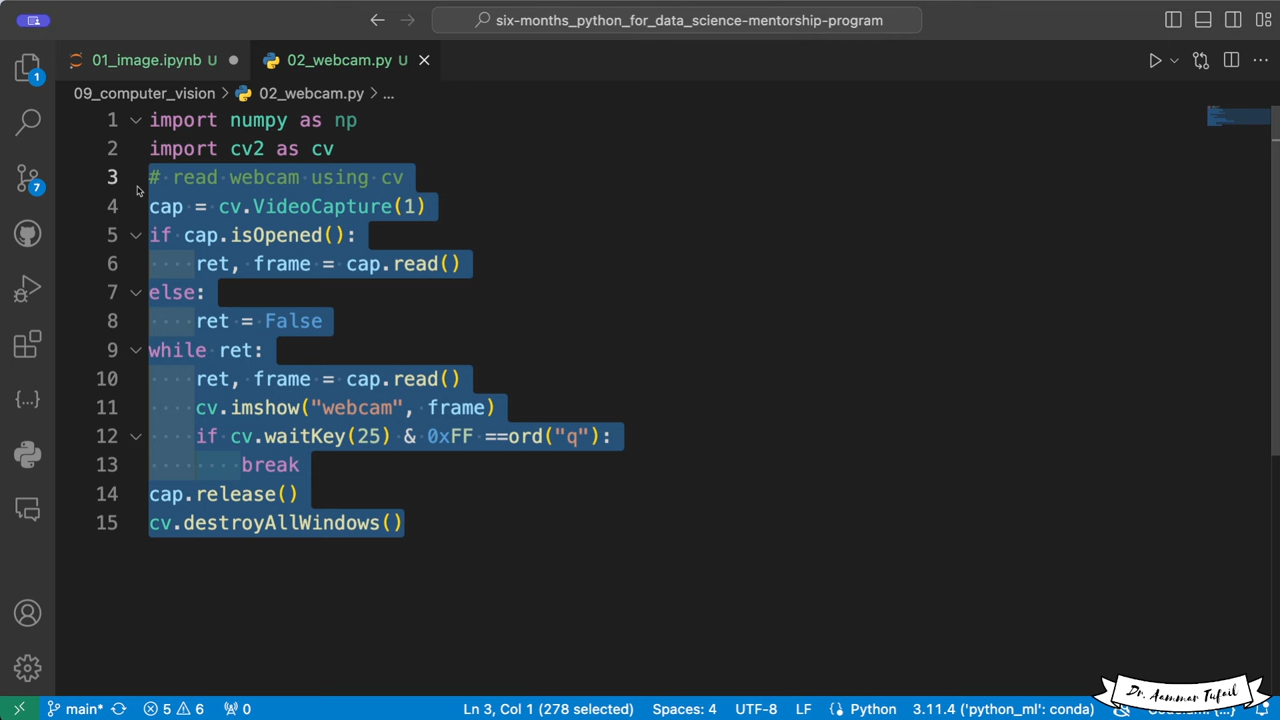 six-months_python_for_data_science-mentorship-program
01_image.ipynb U
02_webcam.py U
09_computer_vision > 02_webcam.py > ...
1
1 import numpy as np
2 import cv2 as cv
3 # read webcam using cv
4 cap = cv.VideoCapture(1)
7
5 if cap.isOpened():
6 ret, frame = cap.read()
7 else:
8 ret = False
9 while ret:
10 ret, frame = cap.read()
11 cv.imshow("webcam", frame)
12 if cv.waitKey(25) & 0xFF ==ord("q"):
13 break
14 cap.release()
15 cv.destroyAllWindows()
Dr. Aammar Tufail
main* 5 6 0 Ln 3, Col 1 (278 selected) Spaces: 4 UTF-8 LF Python 3.11.4 ('python_ml': conda)